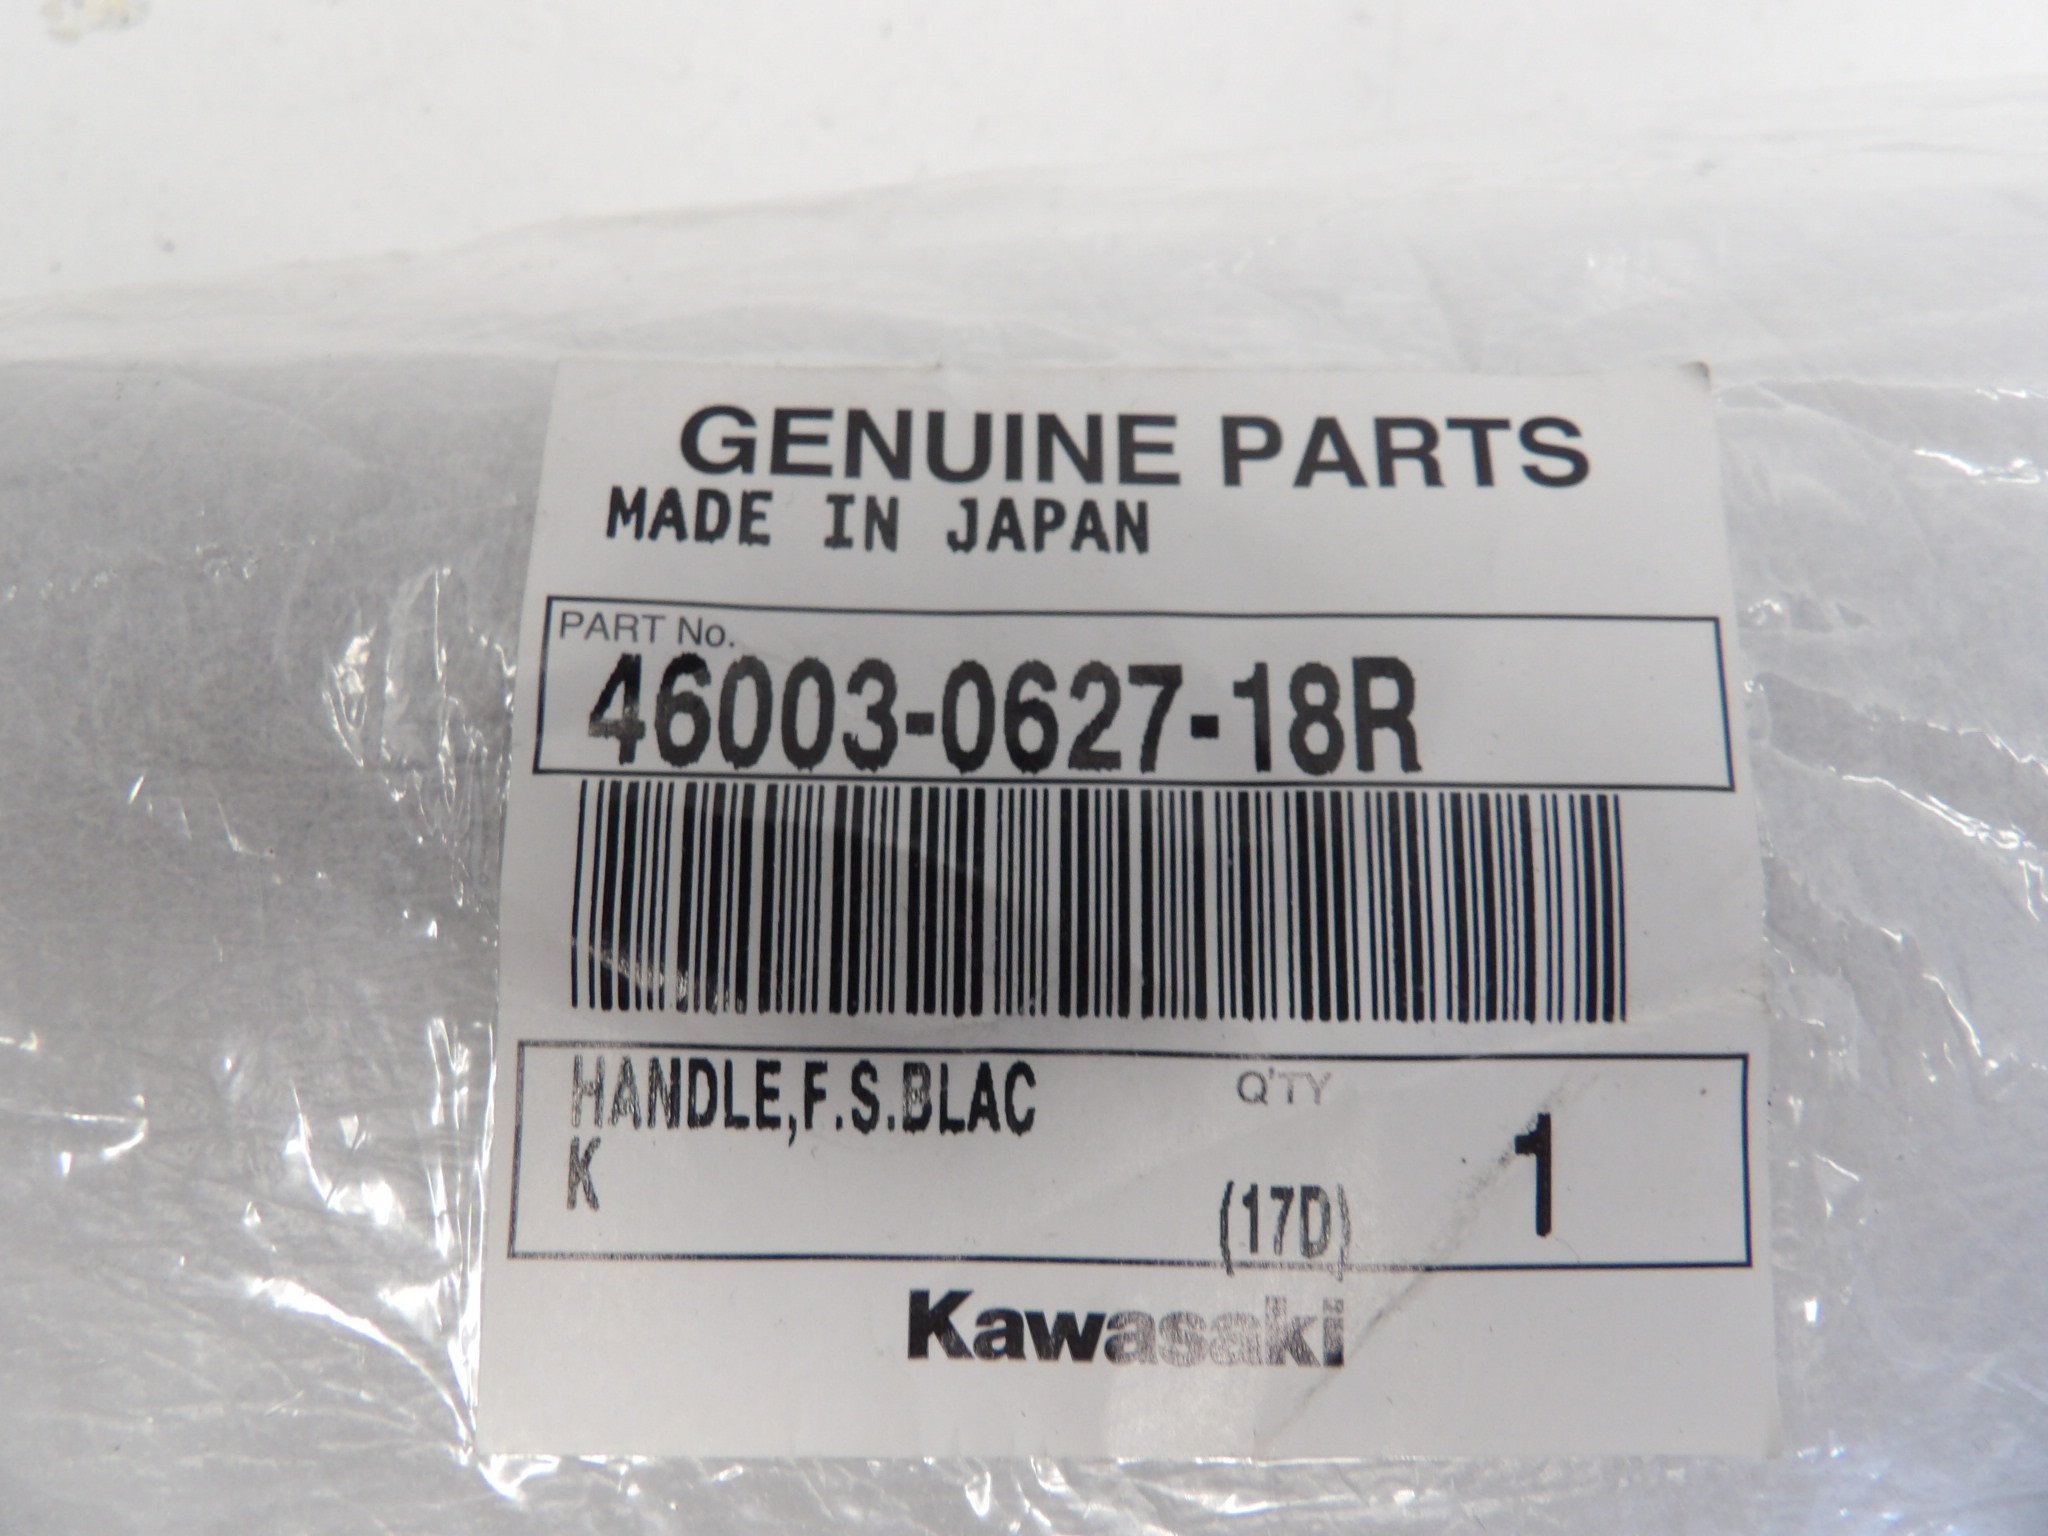 GENUINE PARTS
MADE IN JAPAN
PART No.
46003-0627-18R
HANDLE,F.S.BLAC
K
Q'TY
(17D)
1
Kawasaki